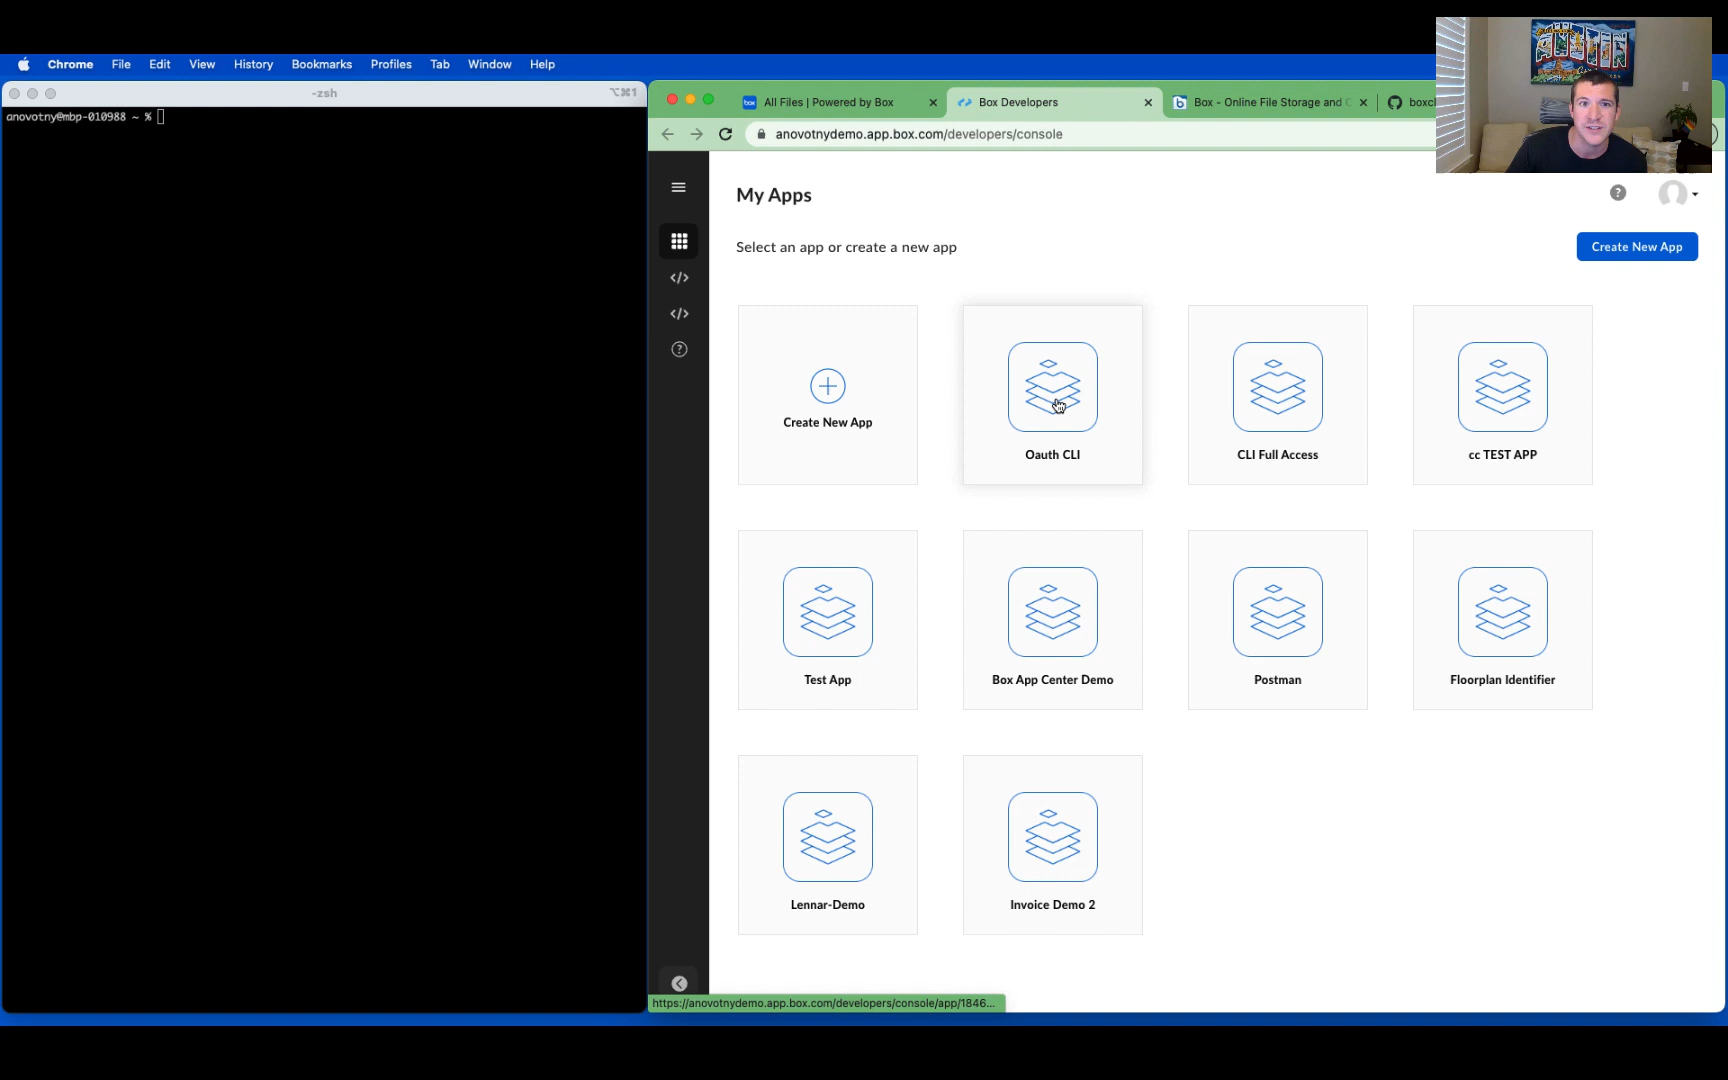 AUSTIN
Chrome File Edit View History Bookmarks Profiles Tab Window Help
-zsh
⌥⌘1
anovotny@mbp-010988 ~ %
box
All Files | Powered by Box
Box Developers
Box - Online File Storage and C
boxcl
anovotnydemo.app.box.com/developers/console
My Apps
Select an app or create a new app
Create New App
Create New App
Oauth CLI
CLI Full Access
cc TEST APP
Test App
Box App Center Demo
Postman
Floorplan Identifier
Lennar-Demo
Invoice Demo 2
https://anovotnydemo.app.box.com/developers/console/app/1846...